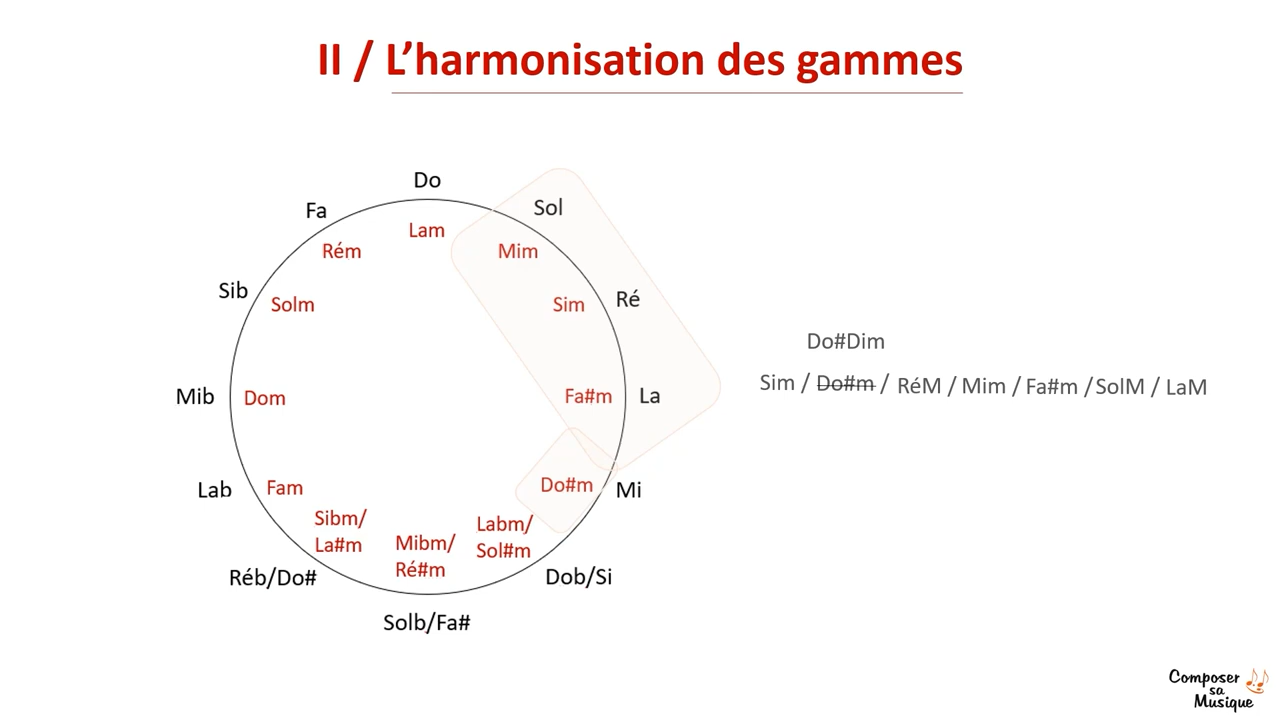 II / L’harmonisation des gammes
Do
Fa
Sol
Lam
Rém
Mim
Sib
Solm
Sim
Ré
Do#Dim
Sim / Do#m / RéM / Mim / Fa#m / SolM / LaM
Mib
Dom
Fa#m
La
Lab
Fam
Do#m
Mi
Sibm/
La#m
Mibm/
Ré#m
Labm/
Sol#m
Réb/Do#
Dob/Si
Solb/Fa#
Composer
sa
Musique